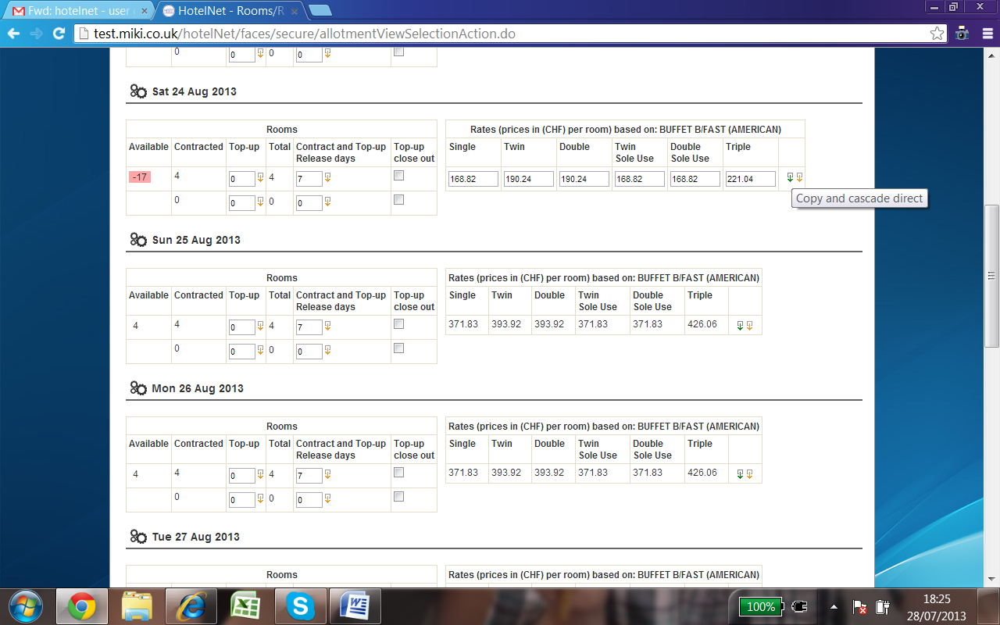 Fwd: hotelnet - user
HotelNet - Rooms/R
test.miki.co.uk/hotelNet/faces/secure/allotmentViewSelectionAction.do
0 0 0 0
Sat 24 Aug 2013
Rooms
Available Contracted Top-up Total Contract and Top-up Release days Top-up close out
-17 4 0 4 7
0 0 0 0
Rates (prices in (CHF) per room) based on: BUFFET B/FAST (AMERICAN)
Single Twin Double Twin Sole Use Double Sole Use Triple
168.82 190.24 190.24 168.82 168.82 221.04
Copy and cascade direct
Sun 25 Aug 2013
Rooms
Available Contracted Top-up Total Contract and Top-up Release days Top-up close out
4 4 0 4 7
0 0 0 0
Rates (prices in (CHF) per room) based on: BUFFET B/FAST (AMERICAN)
Single Twin Double Twin Sole Use Double Sole Use Triple
371.83 393.92 393.92 371.83 371.83 426.06
Mon 26 Aug 2013
Rooms
Available Contracted Top-up Total Contract and Top-up Release days Top-up close out
4 4 0 4 7
0 0 0 0
Rates (prices in (CHF) per room) based on: BUFFET B/FAST (AMERICAN)
Single Twin Double Twin Sole Use Double Sole Use Triple
371.83 393.92 393.92 371.83 371.83 426.06
Tue 27 Aug 2013
Rooms
Rates (prices in (CHF) per room) based on: BUFFET B/FAST (AMERICAN)
100%
18:25
28/07/2013